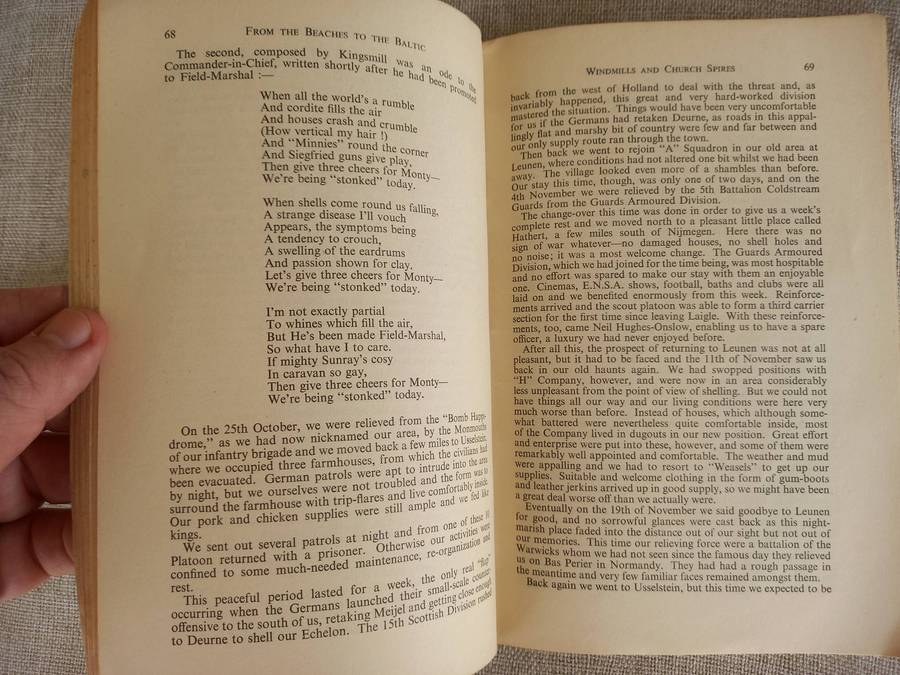 68 FROM THE BEACHES TO THE BALTIC
The second, composed by Kingsmill was an ode to the
Commander-in-Chief, written shortly after he had been promoted
to Field-Marshal :—
When all the world's a rumble
And cordite fills the air
And houses crash and crumble
(How vertical my hair !)
And "Minnies" round the corner
And Siegfried guns give play,
Then give three cheers for Monty—
We're being "stonked" today.
When shells come round us falling,
A strange disease I'll vouch
Appears, the symptoms being
A tendency to crouch,
A swelling of the eardrums
And passion shown for clay.
Let's give three cheers for Monty—
We're being "stonked" today.
I'm not exactly partial
To whines which fill the air,
But He's been made Field-Marshal,
So what have I to care.
If mighty Sunray's cosy
In caravan so gay,
Then give three cheers for Monty—
We're being "stonked" today.
On the 25th October, we were relieved from the "Bomb Happ-
drome," as we had now nicknamed our area, by the Monmouths
of our infantry brigade and we moved back a few miles to Usselstein,
where we occupied three farmhouses, from which the civilians had
been evacuated. German patrols were apt to intrude into the area
by night, but we ourselves were not troubled and the form was to
surround the farmhouse with trip-flares and live comfortably inside.
Our pork and chicken supplies were still ample and we fed like
kings.
We sent out several patrols at night and from one of these
Platoon returned with a prisoner. Otherwise our activities were
confined to some much-needed maintenance, re-organization and
rest.
This peaceful period lasted for a week, the only real "flap"
occurring when the Germans launched their small-scale counter
offensive to the south of us, retaking Meijel and getting close enough
to Deurne to shell our Echelon. The 15th Scottish Division rushed
WINDMILLS AND CHURCH SPIRES 69
back from the west of Holland to deal with the threat and, as
invariably happened, this great and very hard-worked division
mastered the situation. Things would have been very uncomfortable
for us if the Germans had retaken Deurne, as roads in this appal-
lingly flat and marshy bit of country were few and far between and
our only supply route ran through the town.
Then back we went to rejoin "A" Squadron in our old area at
Leunen, where conditions had not altered one bit whilst we had been
away. The village looked even more of a shambles than before.
Our stay this time, though, was only one of two days, and on the
4th November we were relieved by the 5th Battalion Coldstream
Guards from the Guards Armoured Division.
The change-over this time was done in order to give us a week's
complete rest and we moved north to a pleasant little place called
Hathert, a few miles south of Nijmegen. Here there was no
sign of war whatever—no damaged houses, no shell holes and
no noise; it was a most welcome change. The Guards Armoured
Division, which we had joined for the time being, was most hospitable
and no effort was spared to make our stay with them an enjoyable
one. Cinemas, E.N.S.A. shows, football, baths and clubs were all
laid on and we benefited enormously from this week. Reinforce-
ments arrived and the scout platoon was able to form a third carrier
section for the first time since leaving Laigle. With these reinforce-
ments, too, came Neil Hughes-Onslow, enabling us to have a spare
officer, a luxury we had never enjoyed before.
After all this, the prospect of returning to Leunen was not at all
pleasant, but it had to be faced and the 11th of November saw us
back in our old haunts again. We had swopped positions with
"H" Company, however, and were now in an area considerably
less unpleasant from the point of view of shelling. But we could not
have things all our way and our living conditions were here very
much worse than before. Instead of houses, which although some-
what battered were nevertheless quite comfortable inside, most
of the Company lived in dugouts in our new position. Great effort
and enterprise were put into these, however, and some of them were
remarkably well appointed and comfortable. The weather and mud
were appalling and we had to resort to "Weasels" to get up our
supplies. Suitable and welcome clothing in the form of gum-boots
and leather jerkins arrived up in good supply, so we might have been
a great deal worse off than we actually were.
Eventually on the 19th of November we said goodbye to Leunen
for good, and no sorrowful glances were cast back as this night-
marish place faded into the distance out of our sight but not out of
our memories. This time our relieving force were a battalion of the
Warwicks whom we had not seen since the famous day they relieved
us on Bas Perier in Normandy. They had had a rough passage in
the meantime and very few familiar faces remained amongst them.
Back again we went to Usselstein, but this time we expected to be